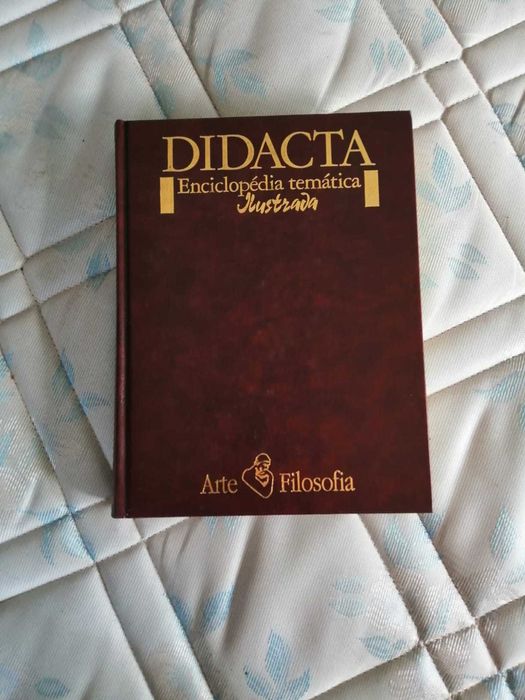 DIDACTA
Enciclopédia temática
Ilustrada
Arte Filosofia